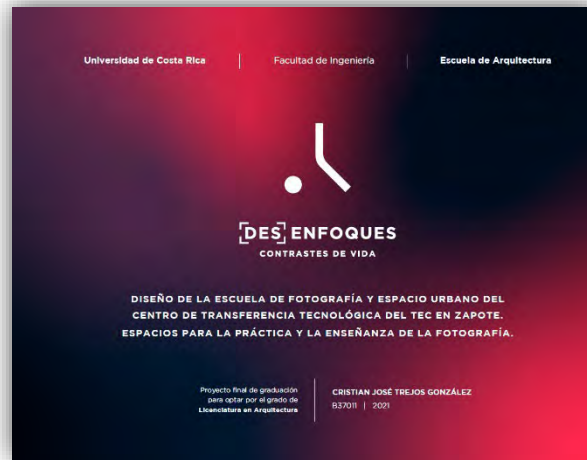 Universidad de Costa Rica | Facultad de Ingeniería | Escuela de Arquitectura
[DES] ENFOQUES
CONTRASTES DE VIDA
DISEÑO DE LA ESCUELA DE FOTOGRAFÍA Y ESPACIO URBANO DEL
CENTRO DE TRANSFERENCIA TECNOLÓGICA DEL TEC EN ZAPOTE.
ESPACIOS PARA LA PRÁCTICA Y LA ENSEÑANZA DE LA FOTOGRAFÍA.
Proyecto final de graduación
para optar por el grado de
Licenciatura en Arquitectura
CRISTIAN JOSÉ TREJOS GONZÁLEZ
B37011 | 2021